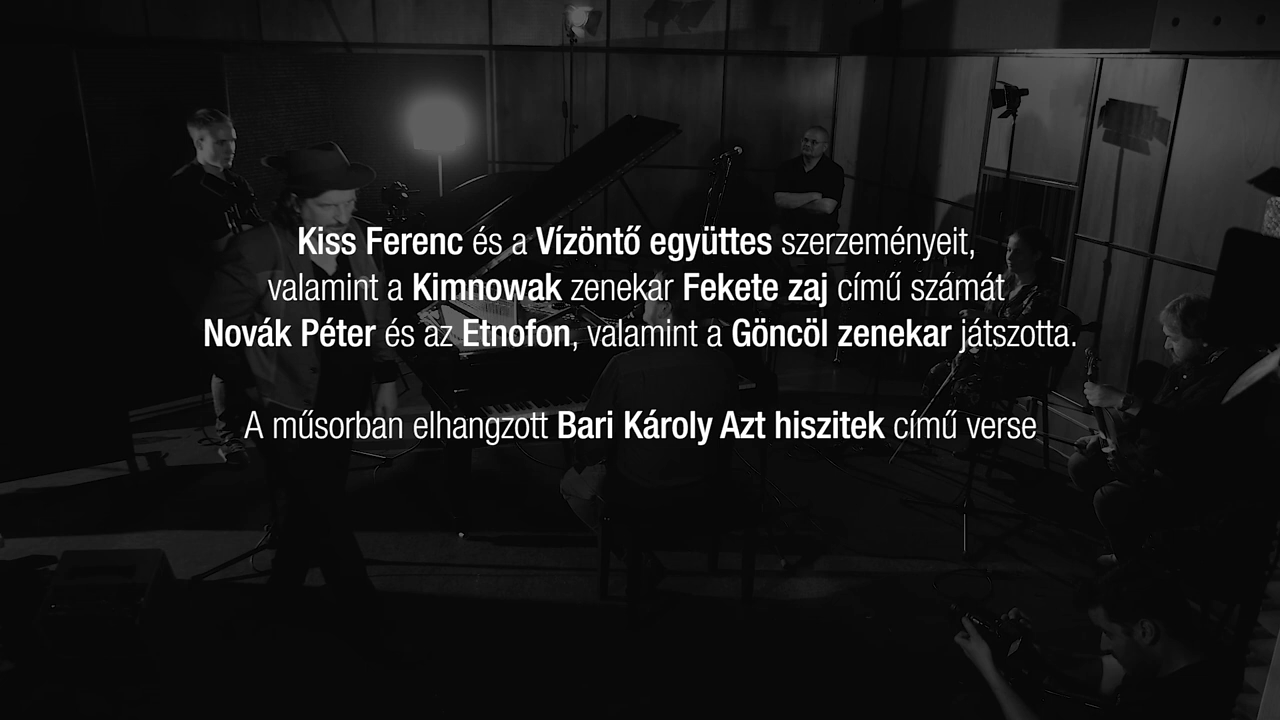 Kiss Ferenc és a Vízöntő együttes szerzeményeit,
valamint a Kimnowak zenekar Fekete zaj című számát
Novák Péter és az Etnofon, valamint a Göncöl zenekar játszotta.
A műsorban elhangzott Bari Károly Azt hiszitek című verse